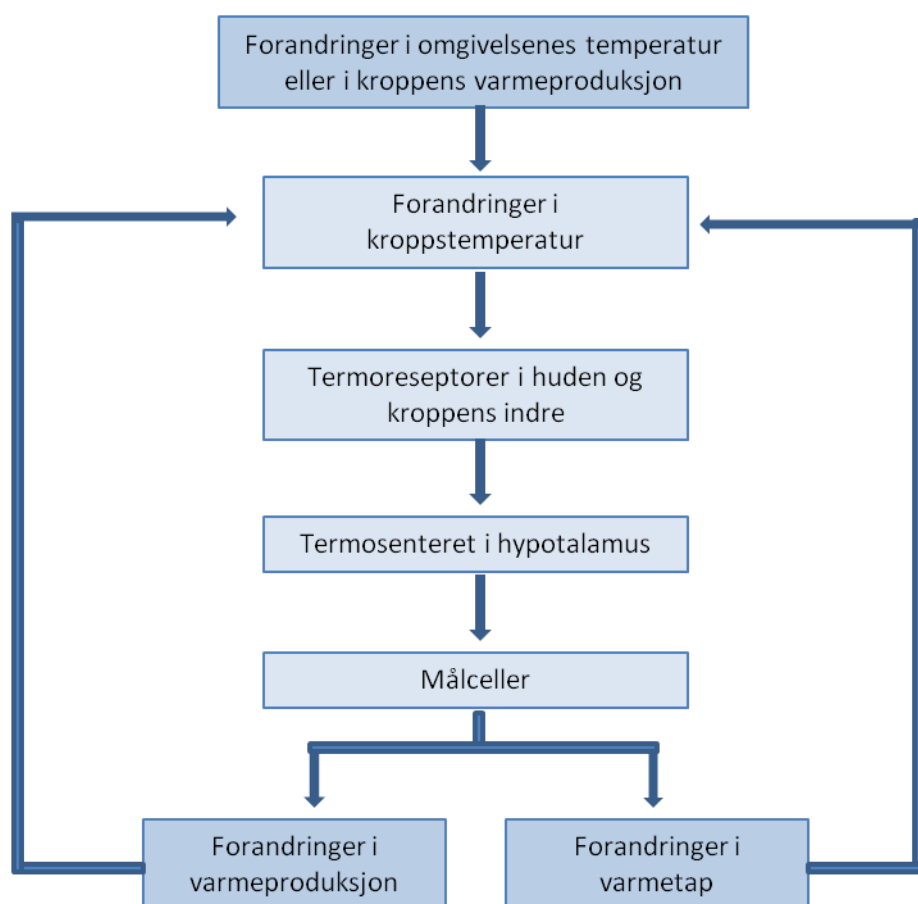 Forandringer i omgivelsenes temperatur
eller i kroppens varmeproduksjon
Forandringer i
kroppstemperatur
Termoreseptorer i huden og
kroppens indre
Termosenteret i hypotalamus
Målceller
Forandringer i
varmeproduksjon
Forandringer i
varmetap